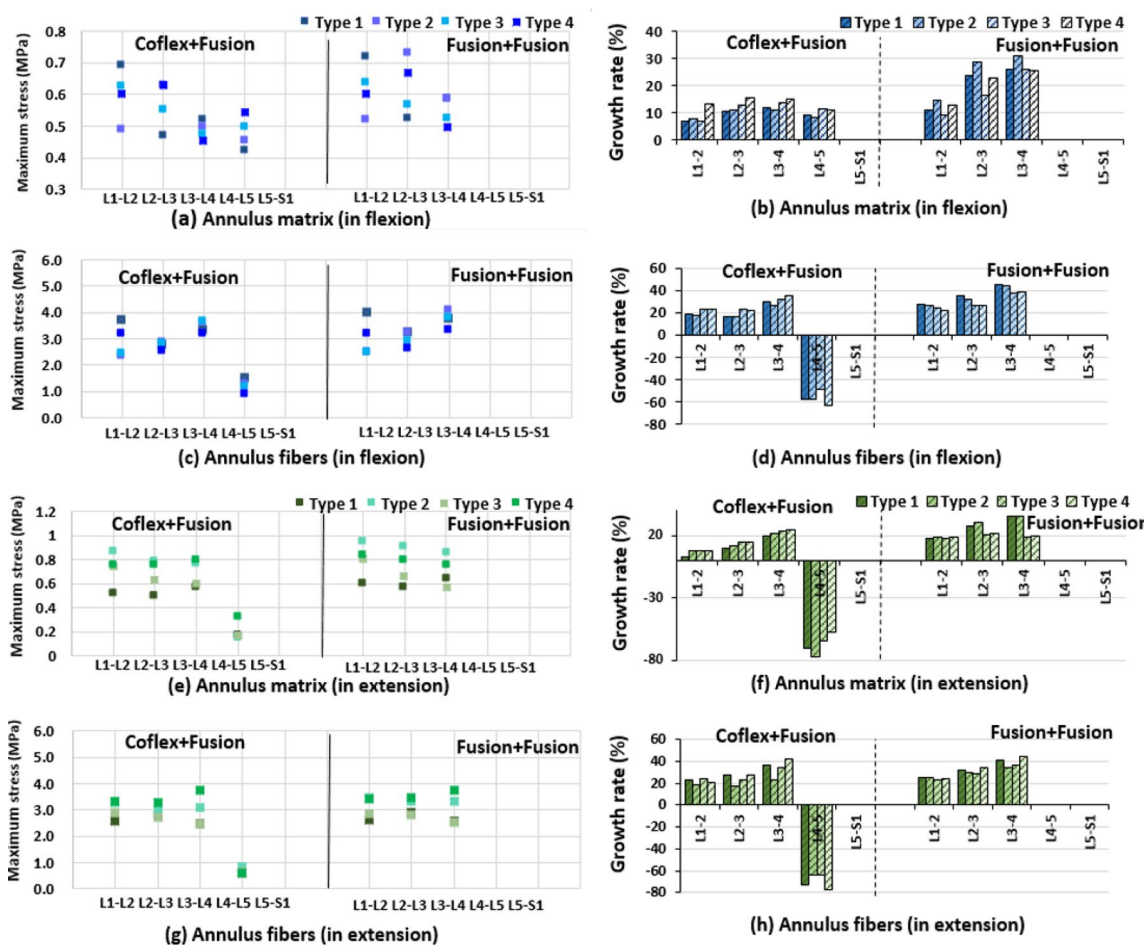 Type 1 Type 2 Type 3 Type 4
Coflex+Fusion
Fusion+Fusion
Maximum stress (MPa)
0.8
0.7
0.6
0.5
0.4
0.3
L1-L2 L2-L3 L3-L4 L4-L5 L5-S1
L1-L2 L2-L3 L3-L4 L4-L5 L5-S1
(a) Annulus matrix (in flexion)
Type 1 Type 2 Type 3 Type 4
Coflex+Fusion
Fusion+Fusion
Growth rate (%)
40
30
20
10
0
L1-2 L2-3 L3-4 L4-5 L5-S1
L1-2 L2-3 L3-4 L4-5 L5-S1
(b) Annulus matrix (in flexion)
Coflex+Fusion
Fusion+Fusion
Maximum stress (MPa)
6.0
5.0
4.0
3.0
2.0
1.0
0.0
L1-L2 L2-L3 L3-L4 L4-L5 L5-S1
L1-L2 L2-L3 L3-L4 L4-L5 L5-S1
(c) Annulus fibers (in flexion)
Coflex+Fusion
Fusion+Fusion
Growth rate (%)
60
40
20
0
-20
-40
-60
-80
L1-2 L2-3 L3-4 L4-5 L5-S1
L1-2 L2-3 L3-4 L4-5 L5-S1
(d) Annulus fibers (in flexion)
Type 1 Type 2 Type 3 Type 4
Coflex+Fusion
Fusion+Fusion
Maximum stress (MPa)
1.2
1
0.8
0.6
0.4
0.2
0
L1-L2 L2-L3 L3-L4 L4-L5 L5-S1
L1-L2 L2-L3 L3-L4 L4-L5 L5-S1
(e) Annulus matrix (in extension)
Type 1 Type 2 Type 3 Type 4
Coflex+Fusion
Fusion+Fusion
Growth rate (%)
20
-30
-80
L1-2 L2-3 L3-4 L4-5 L5-S1
L1-2 L2-3 L3-4 L4-5 L5-S1
(f) Annulus matrix (in extension)
Coflex+Fusion
Fusion+Fusion
Maximum stress (MPa)
6.0
5.0
4.0
3.0
2.0
1.0
0.0
L1-L2 L2-L3 L3-L4 L4-L5 L5-S1
L1-L2 L2-L3 L3-L4 L4-L5 L5-S1
(g) Annulus fibers (in extension)
Coflex+Fusion
Fusion+Fusion
Growth rate (%)
60
40
20
0
-20
-40
-60
-80
L1-2 L2-3 L3-4 L4-5 L5-S1
L1-2 L2-3 L3-4 L4-5 L5-S1
(h) Annulus fibers (in extension)